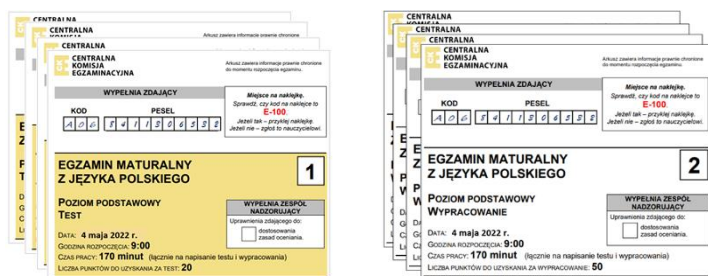 CENTRALNA
CENTRALNA
CENTRALNA
CENTRALNA
KOMISJA
EGZAMINACYJNA
Arkusz zawiera informacje prawnie chronione
do momentu rozpoczęcia egzaminu.
WYPEŁNIA ZDAJĄCY
KOD
PESEL
Miejsce na naklejkę.
Sprawdź, czy kod na naklejce to
E-100.
Jeżeli tak – przyklej naklejkę.
Jeżeli nie – zgłoś to nauczycielowi.
EGZAMIN MATURALNY
Z JĘZYKA POLSKIEGO
1
POZIOM PODSTAWOWY
TEST
WYPEŁNIA ZESPÓŁ
NADZORUJĄCY
Uprawnienia zdającego do:
dostosowania
zasad oceniania.
DATA: 4 maja 2022 r.
GODZINA ROZPOCZĘCIA: 9:00
CZAS PRACY: 170 minut (łącznie na napisanie testu i wypracowania)
LICZBA PUNKTÓW DO UZYSKANIA ZA TEST: 20
CENTRALNA
CENTRALNA
CENTRALNA
CENTRALNA
KOMISJA
EGZAMINACYJNA
Arkusz zawiera informacje prawnie chronione
do momentu rozpoczęcia egzaminu.
WYPEŁNIA ZDAJĄCY
KOD
PESEL
Miejsce na naklejkę.
Sprawdź, czy kod na naklejce to
E-100.
Jeżeli tak – przyklej naklejkę.
Jeżeli nie – zgłoś to nauczycielowi.
EGZAMIN MATURALNY
Z JĘZYKA POLSKIEGO
2
POZIOM PODSTAWOWY
WYPRACOWANIE
WYPEŁNIA ZESPÓŁ
NADZORUJĄCY
Uprawnienia zdającego do:
dostosowania
zasad oceniania.
DATA: 4 maja 2022 r.
GODZINA ROZPOCZĘCIA: 9:00
CZAS PRACY: 170 minut (łącznie na napisanie testu i wypracowania)
LICZBA PUNKTÓW DO UZYSKANIA ZA WYPRACOWANIE: 50